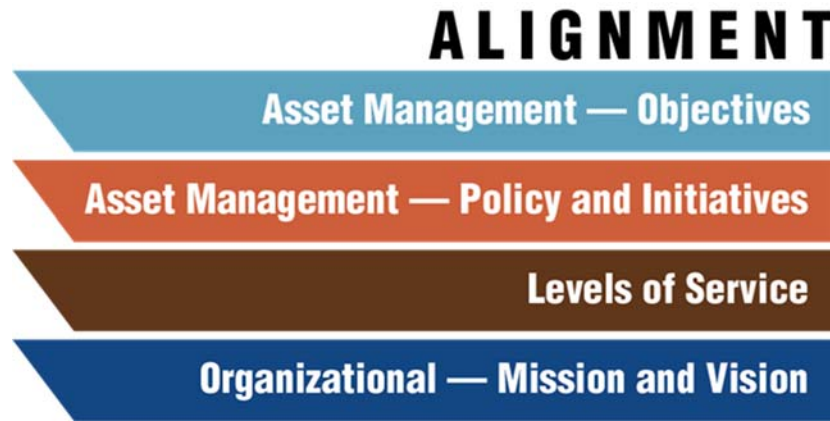 ALIGNMENT
Asset Management — Objectives
Asset Management — Policy and Initiatives
Levels of Service
Organizational — Mission and Vision